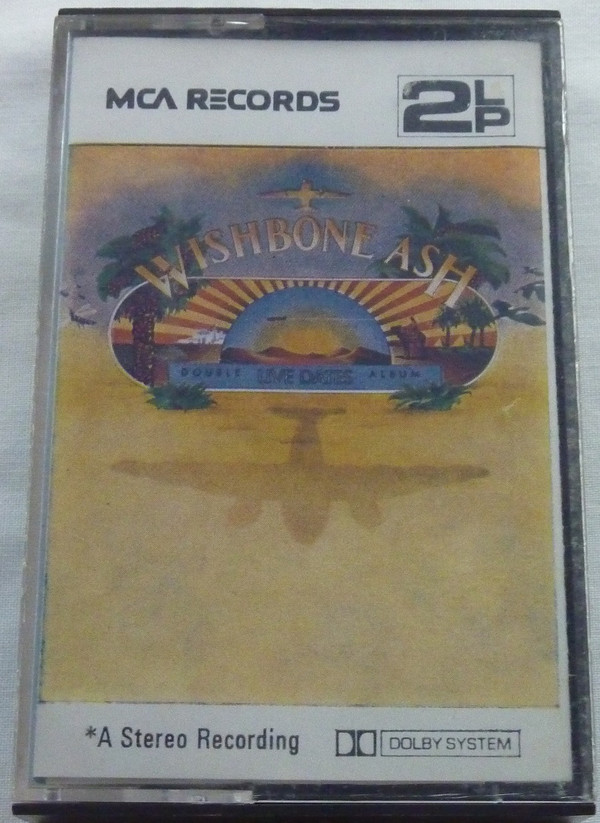 MCA RECORDS
2LP
WISHBONE ASH
DOUBLE LIVE DATES ALBUM
*A Stereo Recording
DOLBY SYSTEM